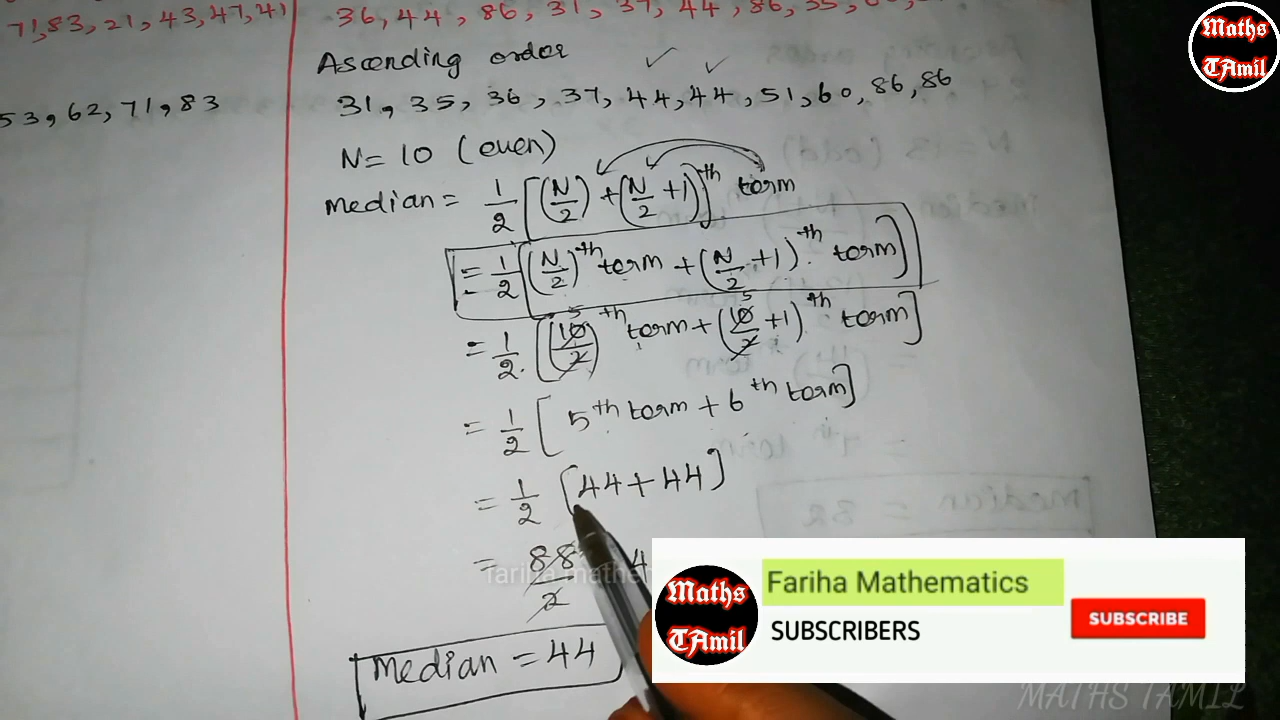 71,83,21,43,47,41
53,62,71,83
36,44,86,31,37,44,86,35,
Ascending order
31, 35, 36, 37, 44, 44, 51, 60, 86, 86
N = 10 (even)
median = 1/2 [(N/2) + (N/2 + 1)]th term
= 1/2 [(N/2)th term + (N/2 + 1)th term]
= 1/2 [(10/2)th term + (10/2 + 1)th term]
= 1/2 [5th term + 6th term]
= 1/2 [44 + 44]
= 88/2
median = 44
Maths
TAmil
Maths
TAmil
Fariha Mathematics
SUBSCRIBERS
SUBSCRIBE
MATHS TAMIL